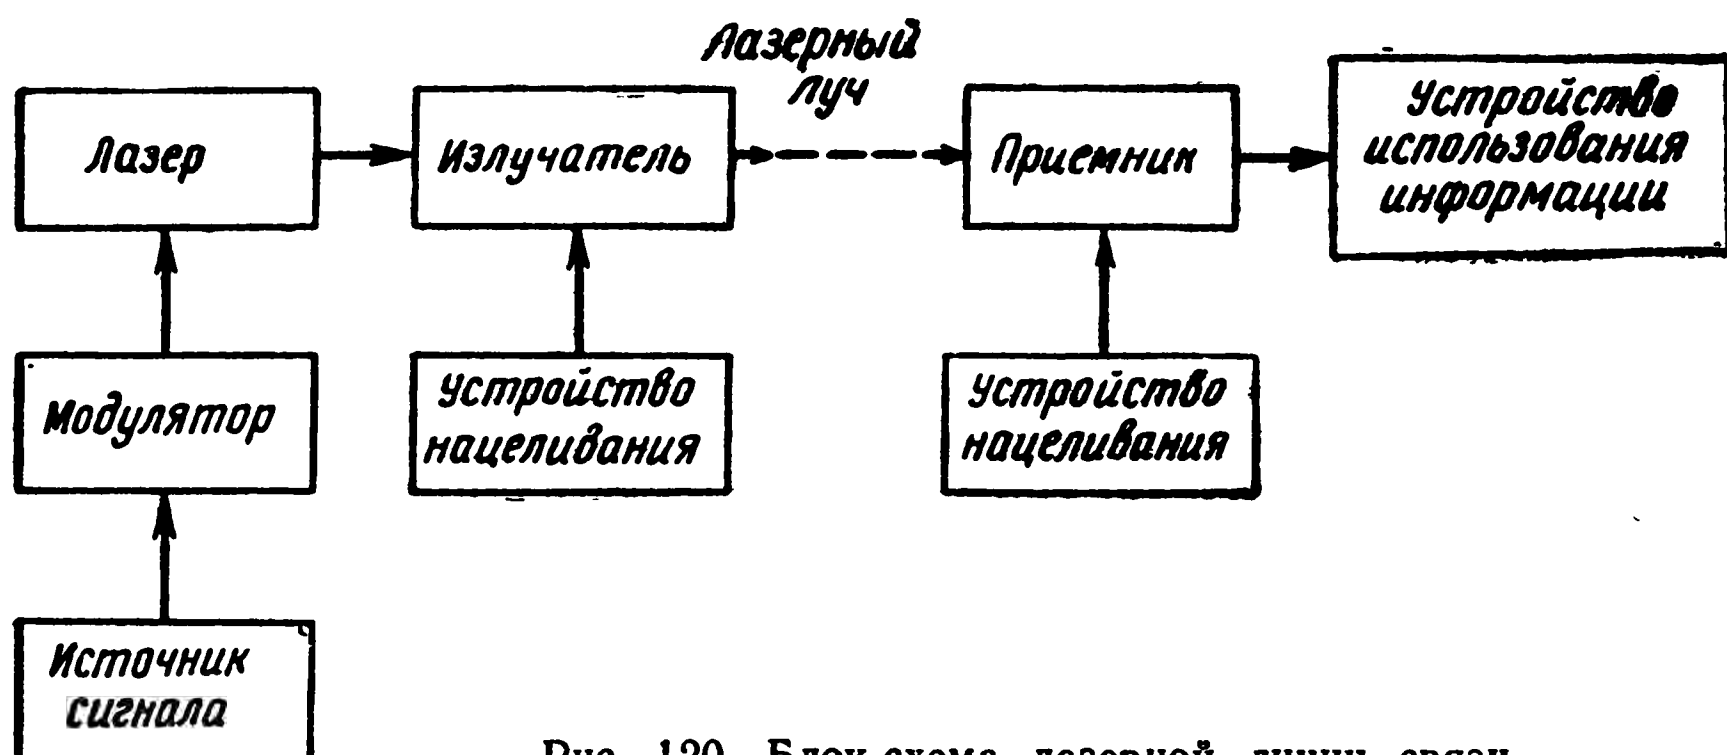 Лазерный
луч
Лазер
Излучатель
Приемник
Устройство
использования
информации
Модулятор
Устройство
нацеливания
Устройство
нацеливания
Источник
сигнала
Рис. 120. Блок-схема лазерной линии связи